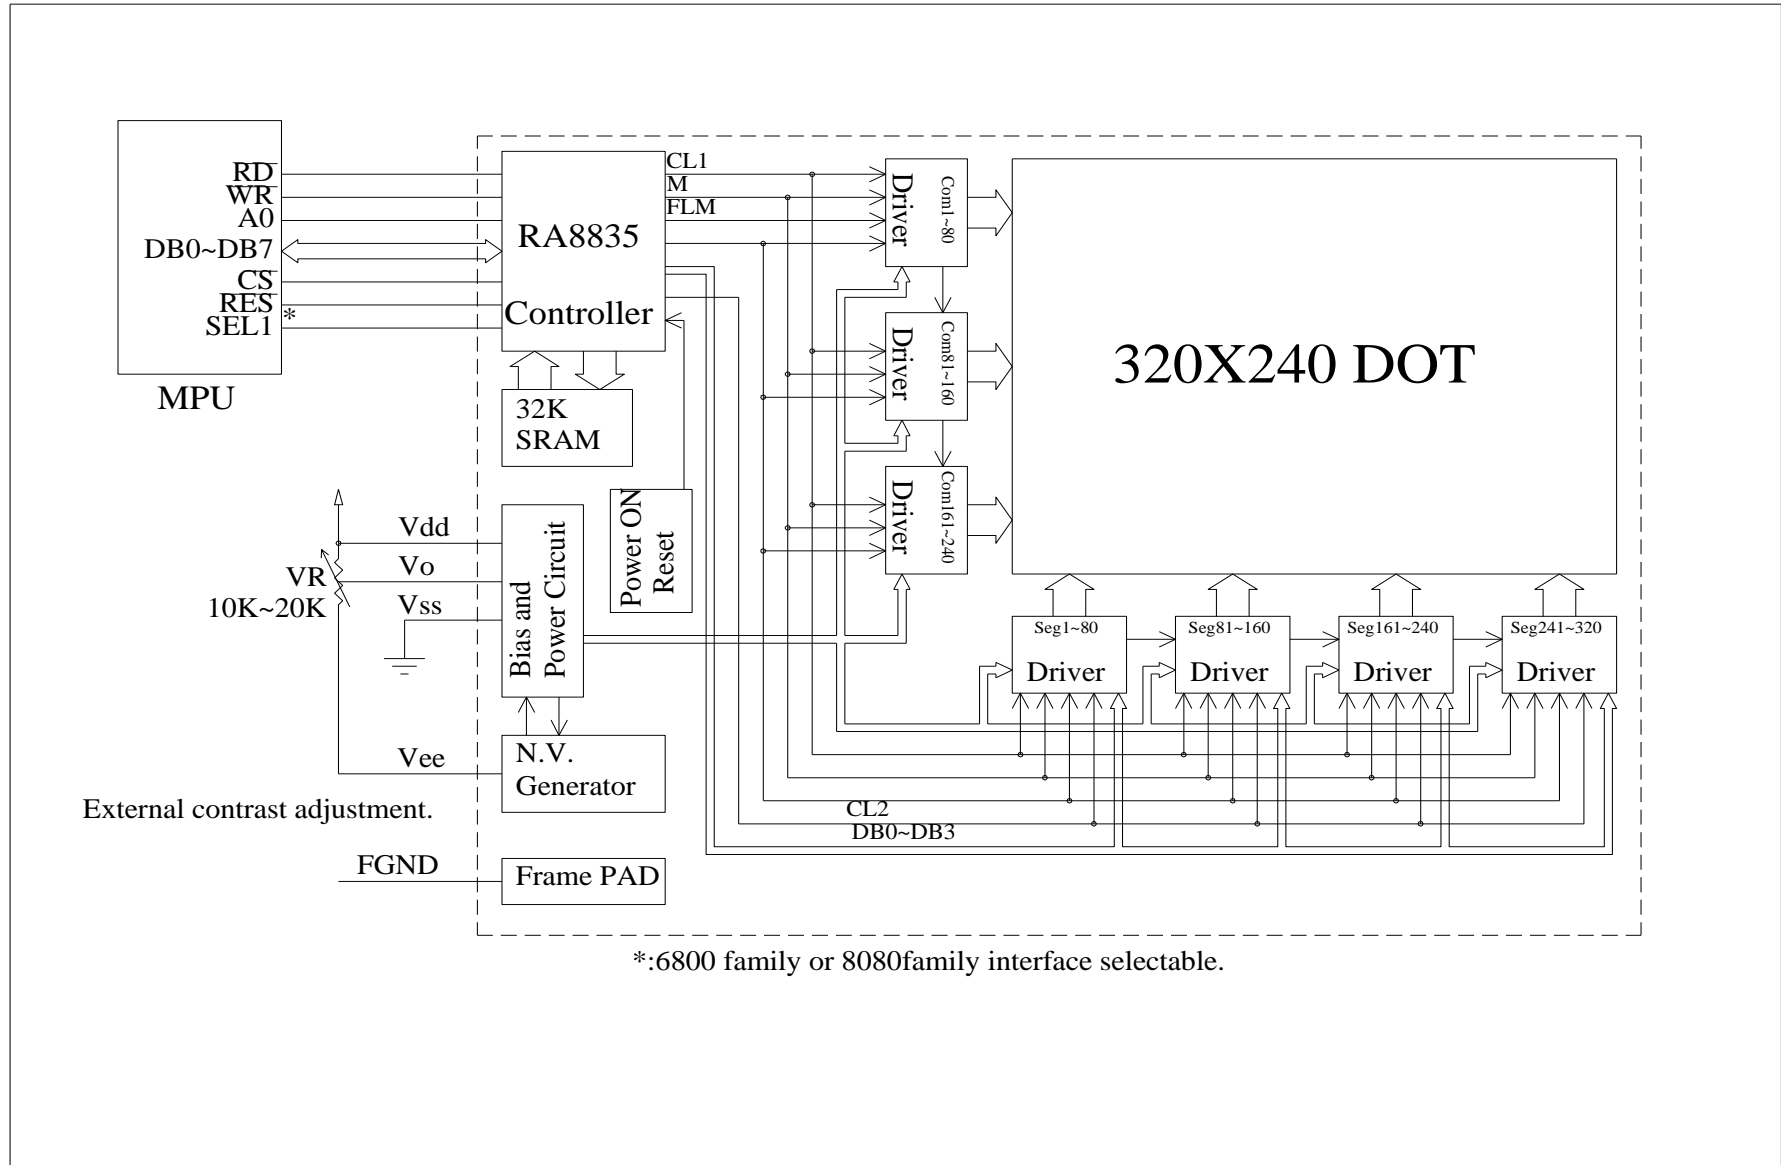 RD
WR
A0
DB0~DB7
CS
RES
SEL1
*
MPU
RA8835
Controller
32K
SRAM
Power ON
Reset
CL1
M
FLM
Driver
Com1~80
Driver
Com81~160
Driver
Com161~240
320X240 DOT
Vdd
Vo
Vss
VR
10K~20K
Bias and
Power Circuit
Vee
N.V.
Generator
External contrast adjustment.
FGND
Frame PAD
Seg1~80
Driver
Seg81~160
Driver
Seg161~240
Driver
Seg241~320
Driver
CL2
DB0~DB3
*:6800 family or 8080family interface selectable.